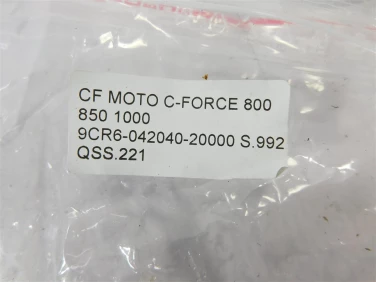 CF MOTO C-FORCE 800
850 1000
9CR6-042040-20000 S.992
QSS.221